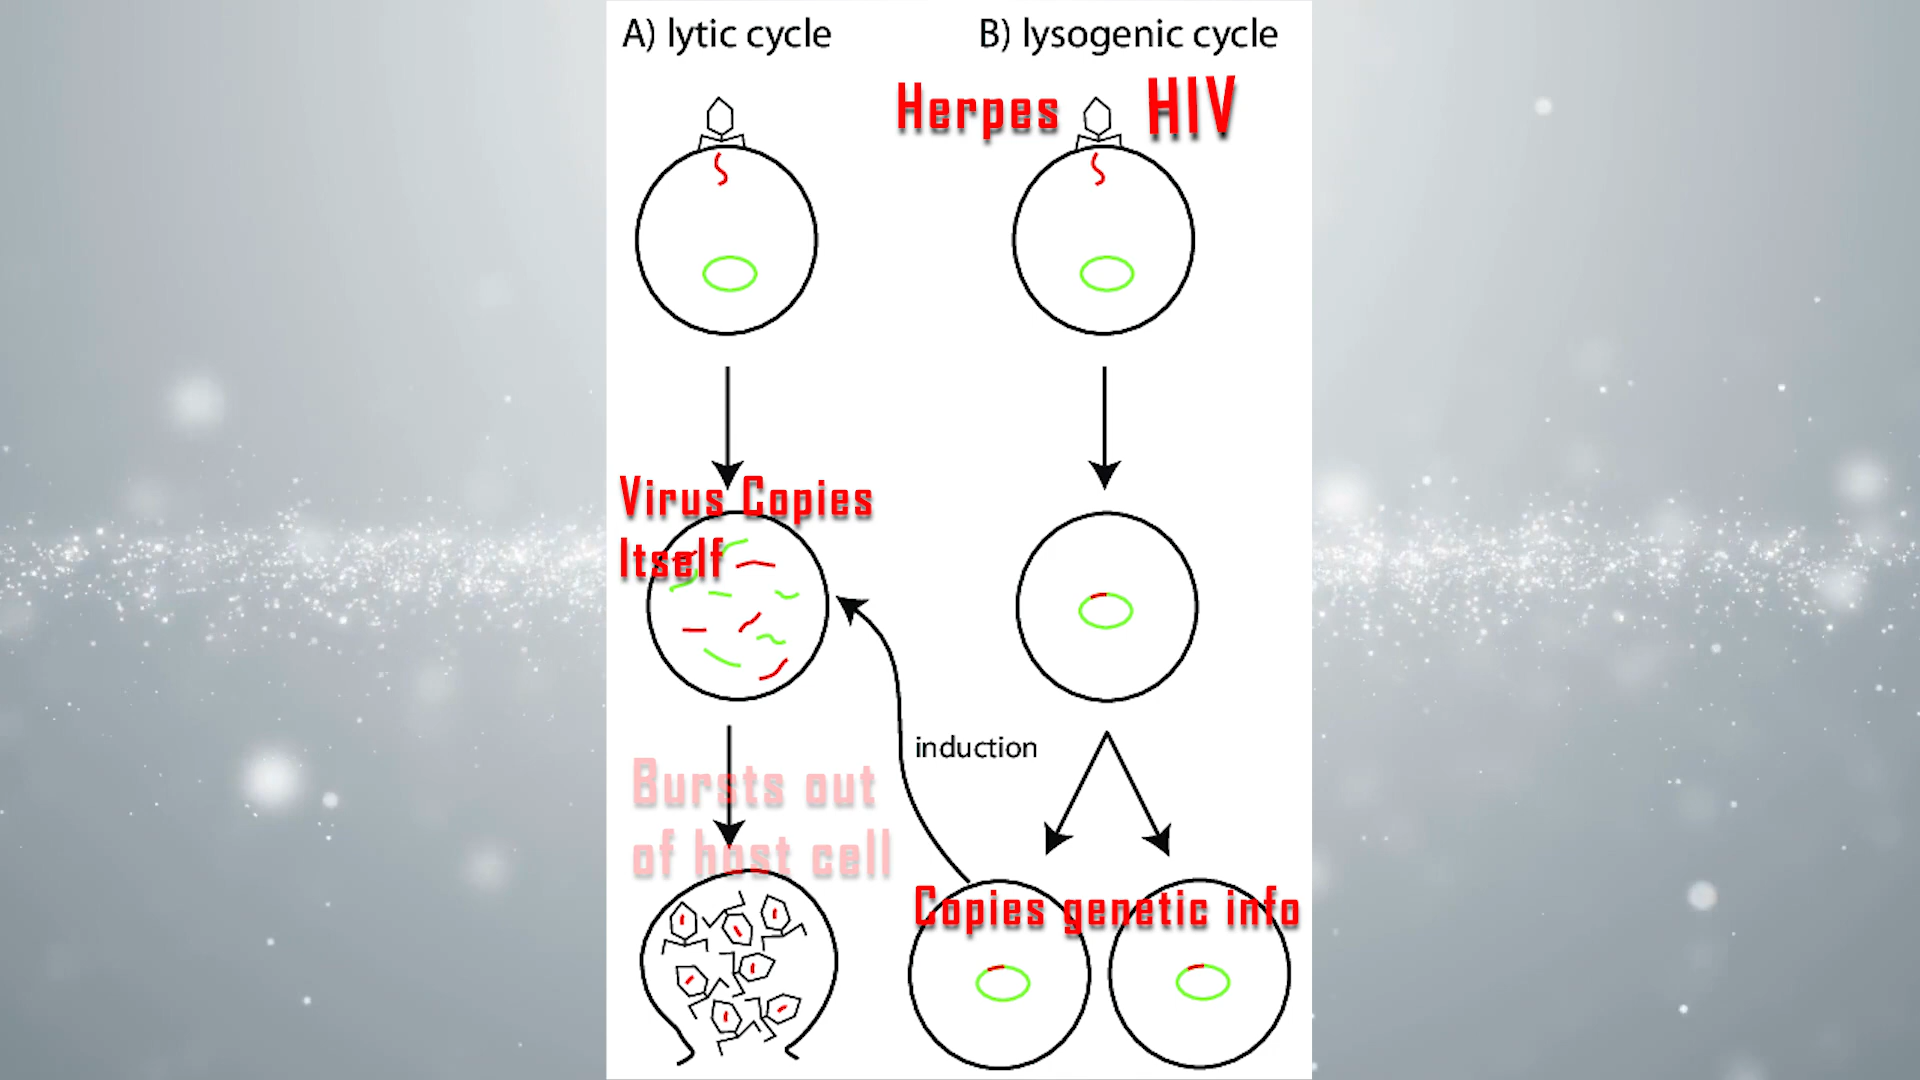 A) lytic cycle
B) lysogenic cycle
Herpes
HIV
Virus Copies
Itself
induction
Bursts out
of host cell
Copies genetic info